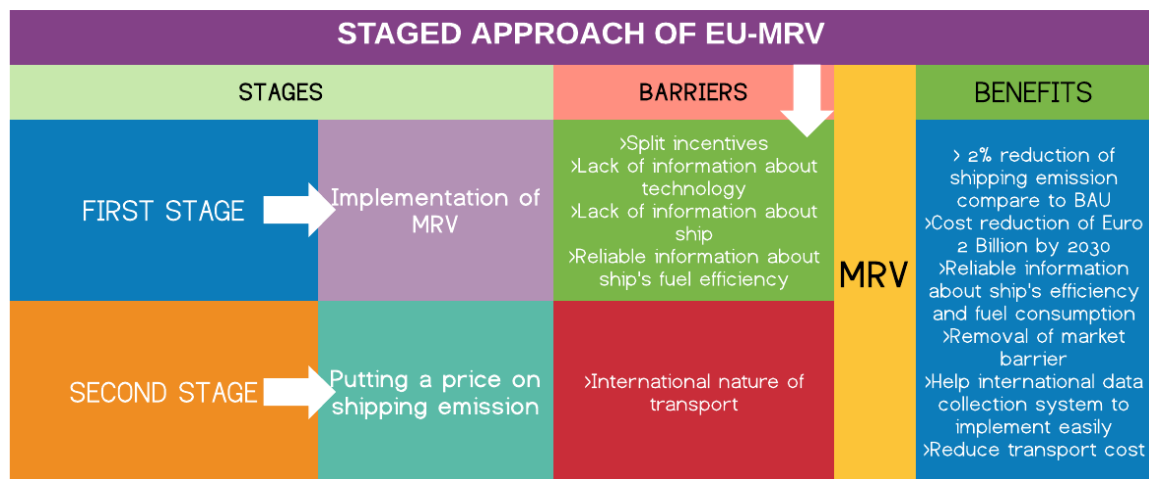 STAGED APPROACH OF EU-MRV
STAGES
BARRIERS
BENEFITS
FIRST STAGE
Implementation of
MRV
>Split incentives
>Lack of information about
technology
>Lack of information about
ship
>Reliable information about
ship's fuel efficiency
MRV
> 2% reduction of
shipping emission
compare to BAU
>Cost reduction of Euro
2 Billion by 2030
>Reliable information
about ship's efficiency
and fuel consumption
>Removal of market
barrier
>Help international data
collection system to
implement easily
>Reduce transport cost
SECOND STAGE
Putting a price on
shipping emission
>International nature of
transport